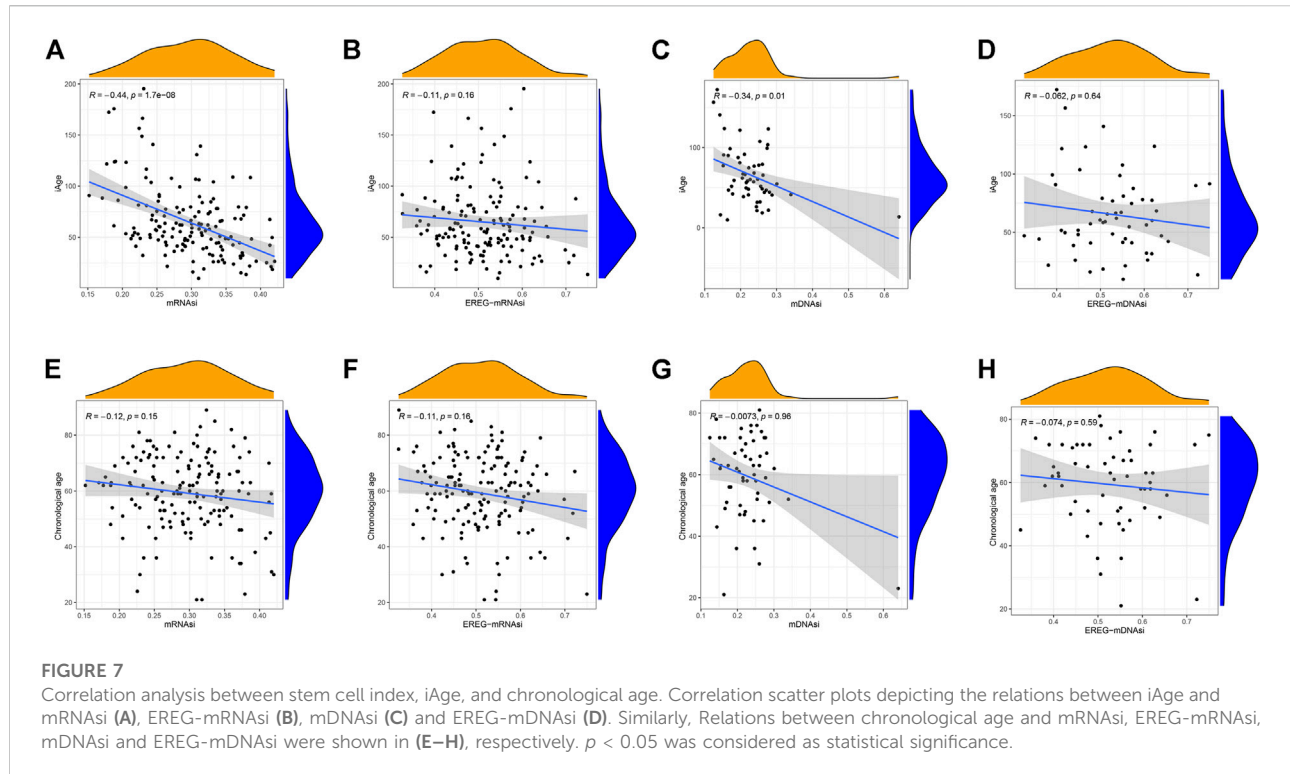 A
B
C
D
R = −0.44, p = 1.7e−08
R = −0.11, p = 0.16
R = −0.34, p = 0.01
R = −0.062, p = 0.64
iAge
200
150
100
50
0.15 0.20 0.25 0.30 0.35 0.40
mRNAsi
iAge
200
150
100
50
0.4 0.5 0.6 0.7
EREG−mRNAsi
iAge
100
0
0.1 0.2 0.3 0.4 0.5 0.6
mDNAsi
iAge
150
100
50
0.4 0.5 0.6 0.7
EREG−mDNAsi
E
F
G
H
R = −0.12, p = 0.15
R = −0.11, p = 0.16
R = −0.0073, p = 0.96
R = −0.074, p = 0.59
Chronological age
80
60
40
20
0.15 0.20 0.25 0.30 0.35 0.40
mRNAsi
Chronological age
80
60
40
20
0.4 0.5 0.6 0.7
EREG−mRNAsi
Chronological age
80
60
40
20
0.1 0.2 0.3 0.4 0.5 0.6
mDNAsi
Chronological age
80
60
40
20
0.4 0.5 0.6 0.7
EREG−mDNAsi
FIGURE 7
Correlation analysis between stem cell index, iAge, and chronological age. Correlation scatter plots depicting the relations between iAge and
mRNAsi (A), EREG-mRNAsi (B), mDNAsi (C) and EREG-mDNAsi (D). Similarly, Relations between chronological age and mRNAsi, EREG-mRNAsi,
mDNAsi and EREG-mDNAsi were shown in (E–H), respectively. p < 0.05 was considered as statistical significance.